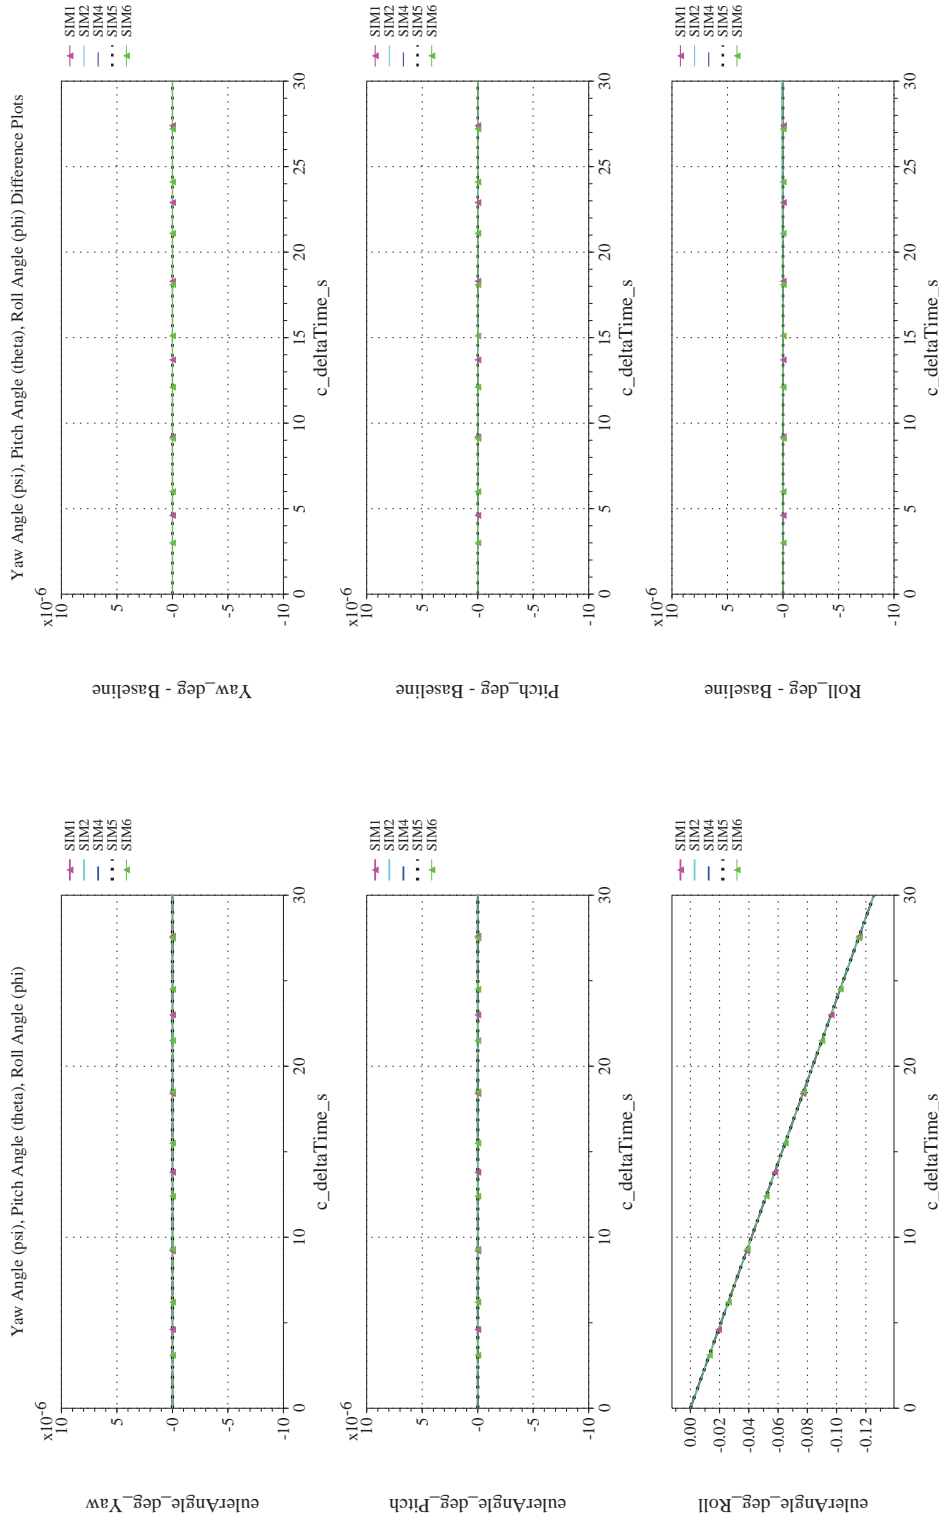 Yaw Angle (psi), Pitch Angle (theta), Roll Angle (phi)
x10-6
10
5
-0
-5
-10
0
10
20
30
eulerAngle_deg_Yaw
c_deltaTime_s
SIM1
SIM2
SIM4
SIM5
SIM6
x10-6
10
5
-0
-5
-10
0
10
20
30
eulerAngle_deg_Pitch
c_deltaTime_s
SIM1
SIM2
SIM4
SIM5
SIM6
0.00
-0.02
-0.04
-0.06
-0.08
-0.10
-0.12
0
10
20
30
eulerAngle_deg_Roll
c_deltaTime_s
SIM1
SIM2
SIM4
SIM5
SIM6
Yaw Angle (psi), Pitch Angle (theta), Roll Angle (phi) Difference Plots
x10-6
10
5
-0
-5
-10
0
5
10
15
20
25
30
Yaw_deg - Baseline
c_deltaTime_s
SIM1
SIM2
SIM4
SIM5
SIM6
x10-6
10
5
-0
-5
-10
0
5
10
15
20
25
30
Pitch_deg - Baseline
c_deltaTime_s
SIM1
SIM2
SIM4
SIM5
SIM6
x10-6
10
5
-0
-5
-10
0
5
10
15
20
25
30
Roll_deg - Baseline
c_deltaTime_s
SIM1
SIM2
SIM4
SIM5
SIM6